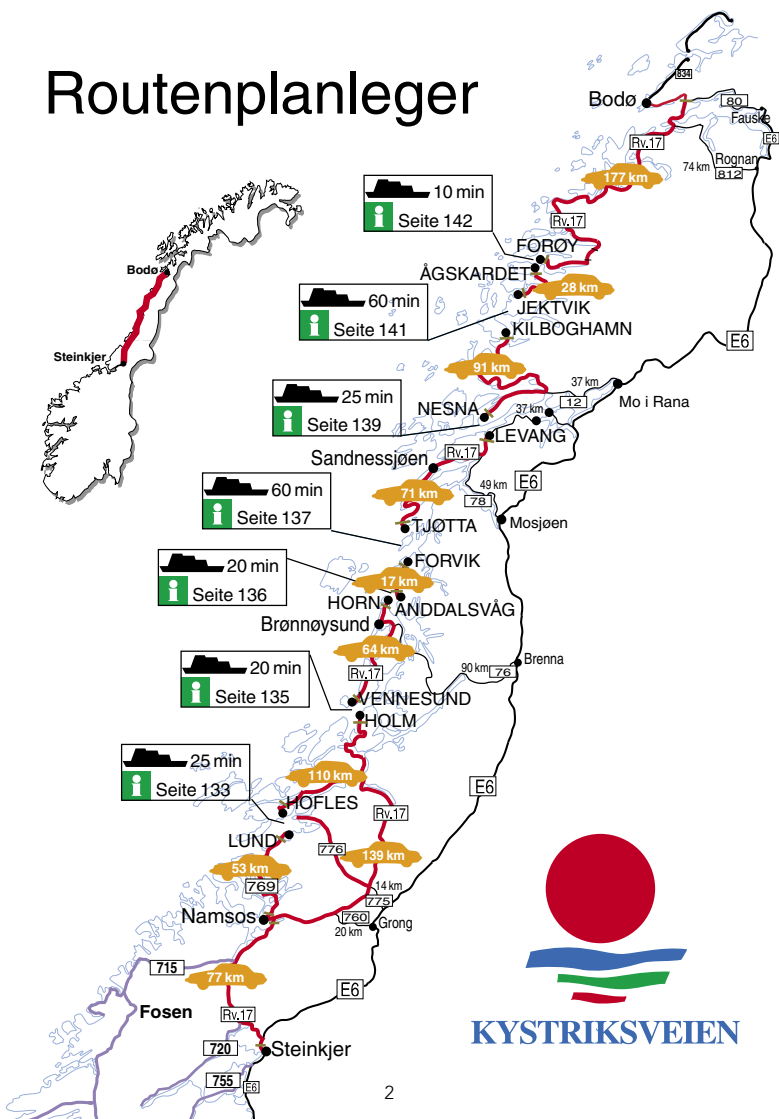 Routenplanleger
834
Bodø
80
Fauske
E6
Rv.17
Rognan
74 km
812
177 km
10 min
Seite 142
Rv.17
FORØY
ÅGSKARDET
Bodø
28 km
60 min
JEKTVIK
Seite 141
KILBOGHAMN
E6
Steinkjer
91 km
37 km
25 min
Mo i Rana
12
NESNA
37 km
Seite 139
LEVANG
Rv.17
Sandnessjøen
E6
60 min
49 km
71 km
78
Seite 137
TJØTTA
Mosjøen
FORVIK
20 min
17 km
Seite 136
HORN
ANDDALSVÅG
Brønnøysund
64 km
Brenna
20 min
90 km
76
Rv.17
Seite 135
VENNESUND
HOLM
25 min
110 km
Seite 133
E6
HOFLES
Rv.17
LUND
776
139 km
53 km
769
14 km
775
Namsos
760
20 km
Grong
715
77 km
E6
Fosen
Rv.17
KYSTRIKSVEIEN
720
Steinkjer
755
E6
2